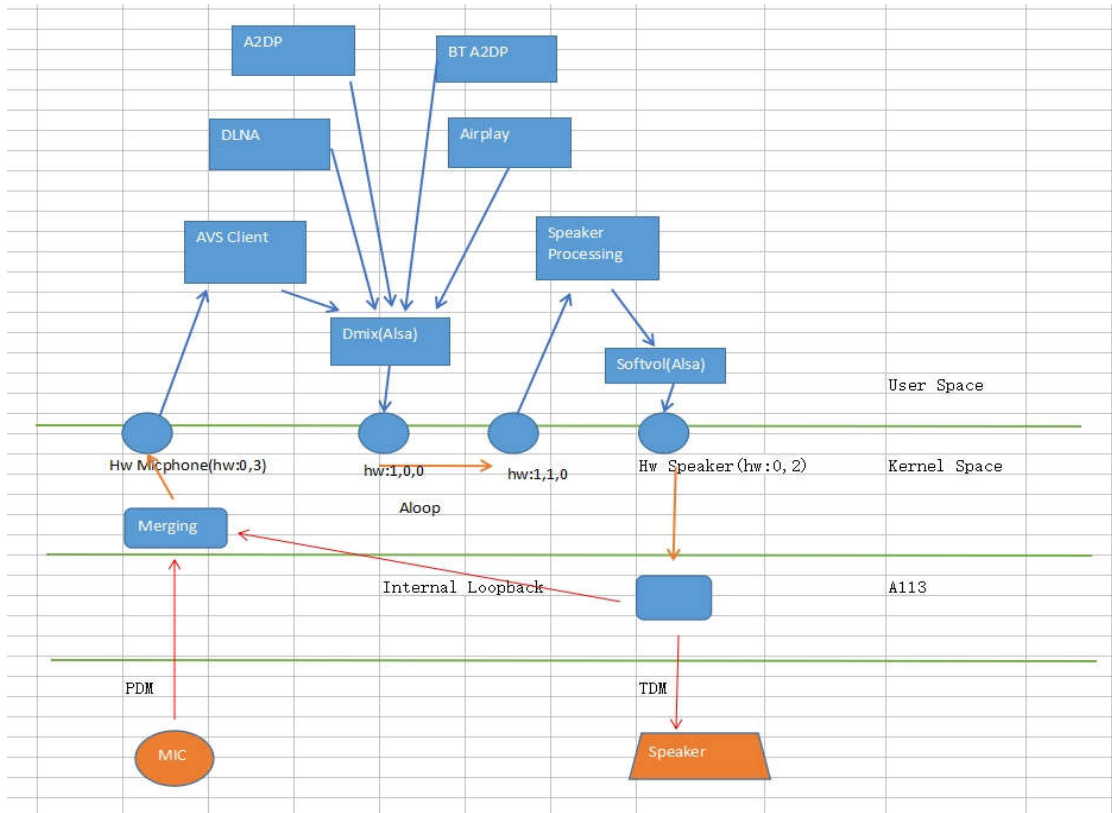 A2DP
BT A2DP
DLNA
Airplay
AVS Client
Speaker
Processing
Dmix(Alsa)
Softvol(Alsa)
User Space
Hw Micphone(hw:0,3)
hw:1,0,0
hw:1,1,0
Hw Speaker(hw:0,2)
Kernel Space
Aloop
Merging
Internal Loopback
A113
PDM
TDM
MIC
Speaker